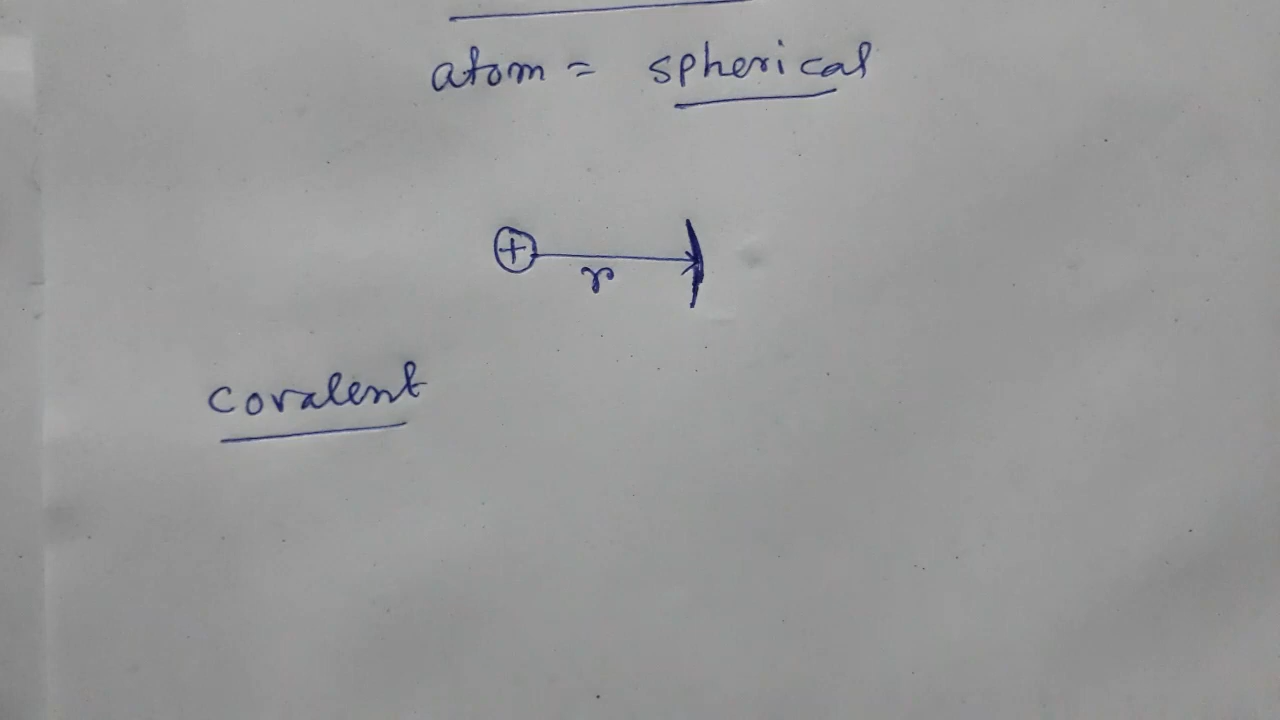 atom = spherical
+
r
covalent